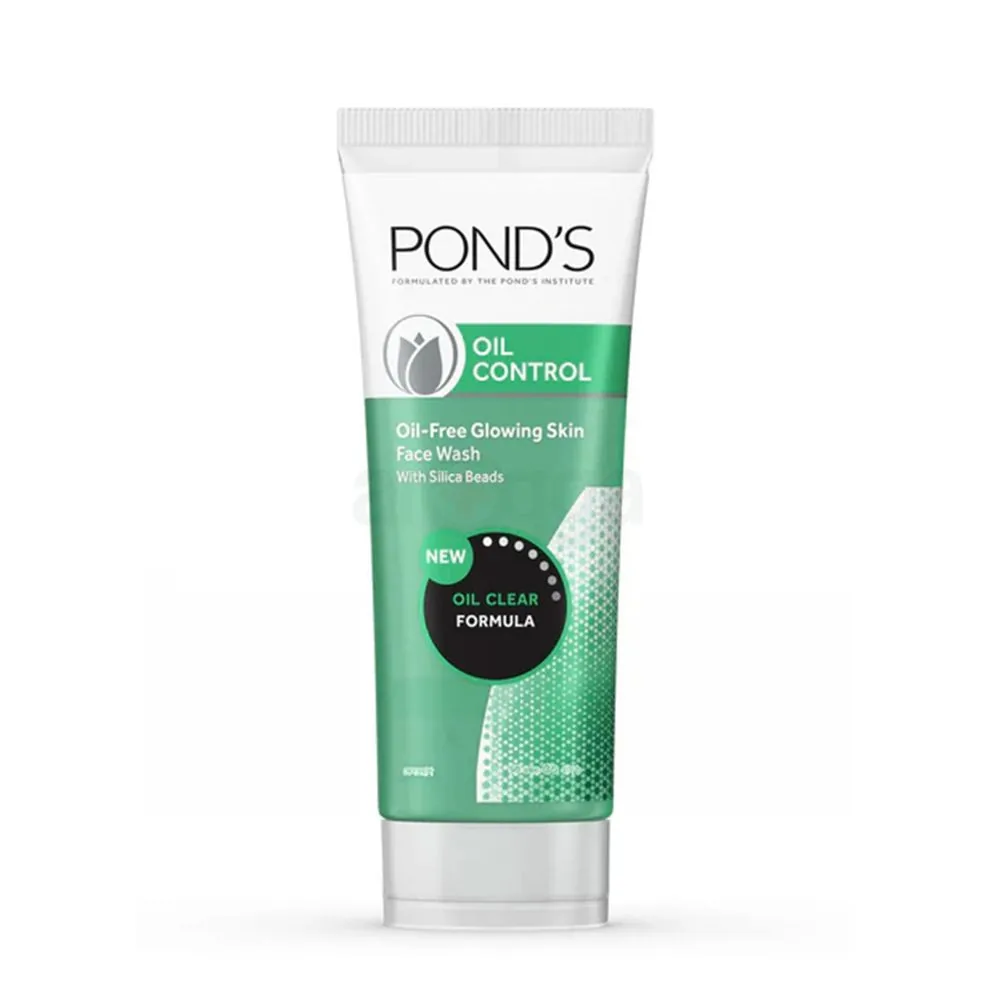 POND'S
FORMULATED BY THE POND'S INSTITUTE
OIL
CONTROL
Oil-Free Glowing Skin
Face Wash
With Silica Beads
NEW
OIL CLEAR
FORMULA